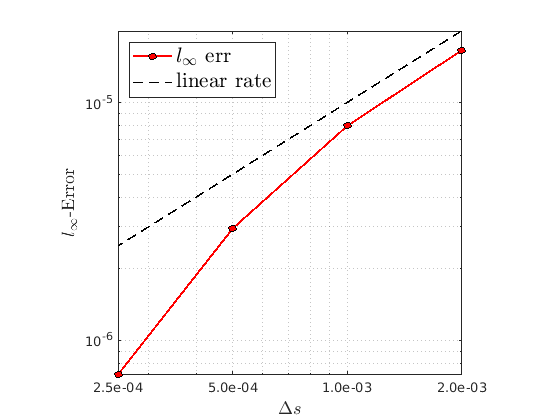 l∞ err
linear rate
10-5
10-6
l∞-Error
2.5e-04 5.0e-04 1.0e-03 2.0e-03
Δs